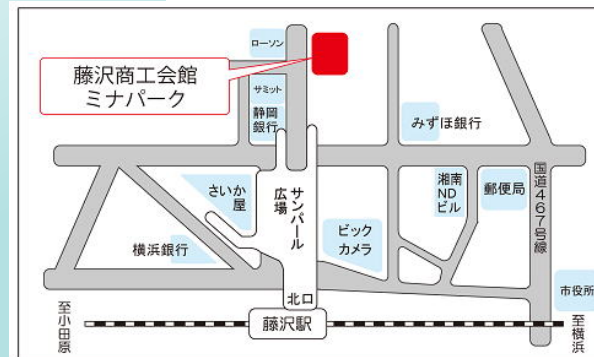 ローソン
藤沢商工会館
ミナパーク
サミット
静岡
銀行
みずほ銀行
さいか
屋
サンパール
広場
湘南
ND
ビル
郵便局
国道467号線
ビック
カメラ
横浜銀行
市役所
北口
藤沢駅
至小田原
至横浜